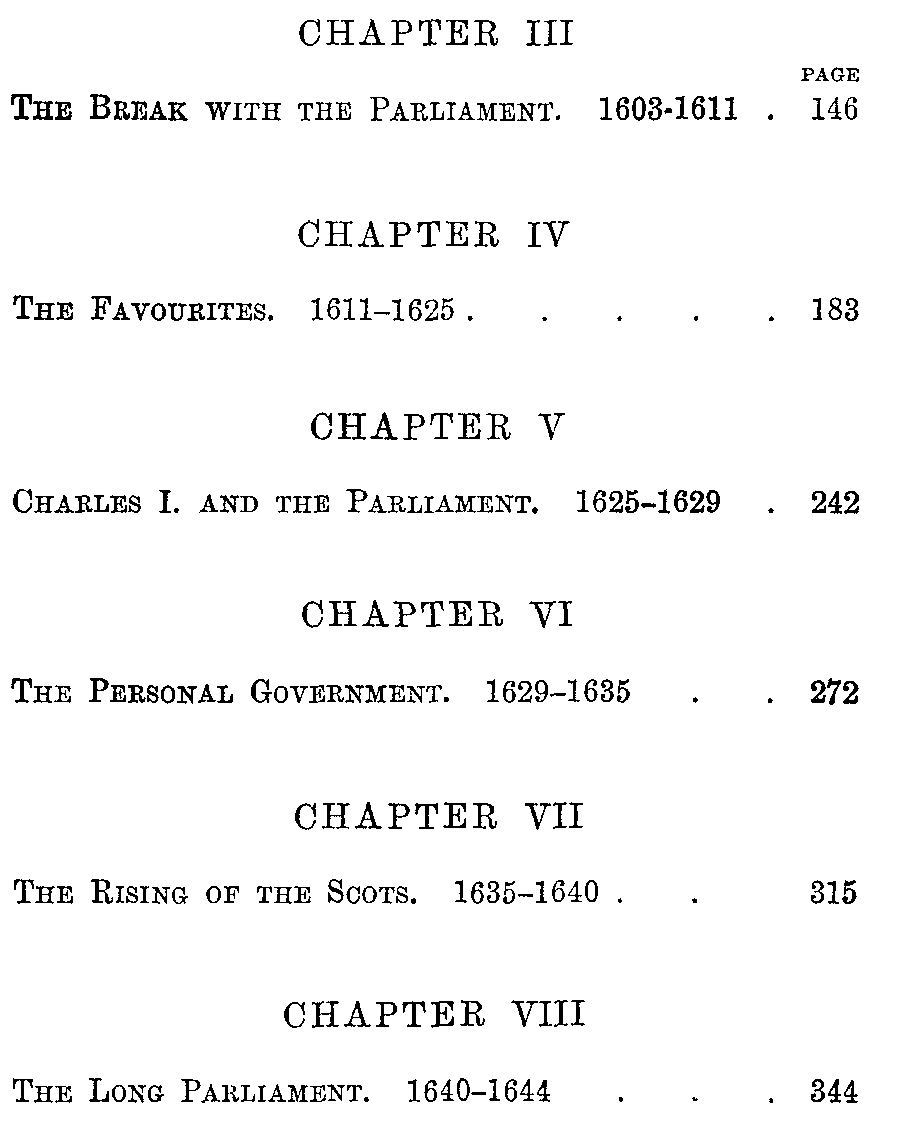 CHAPTER III
PAGE
THE BREAK WITH THE PARLIAMENT. 1603-1611 . 146
CHAPTER IV
THE FAVOURITES. 1611–1625 . . . . . 183
CHAPTER V
CHARLES I. AND THE PARLIAMENT. 1625–1629 . 242
CHAPTER VI
THE PERSONAL GOVERNMENT. 1629–1635 . . 272
CHAPTER VII
THE RISING OF THE SCOTS. 1635–1640 . . 315
CHAPTER VIII
THE LONG PARLIAMENT. 1640–1644 . . . 344